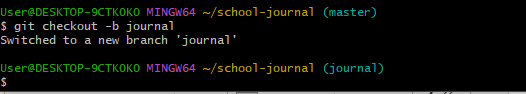 User@DESKTOP-9CTKOKO MINGW64 ~/school-journal (master)
$ git checkout -b journal
Switched to a new branch 'journal'
User@DESKTOP-9CTKOKO MINGW64 ~/school-journal (journal)
$